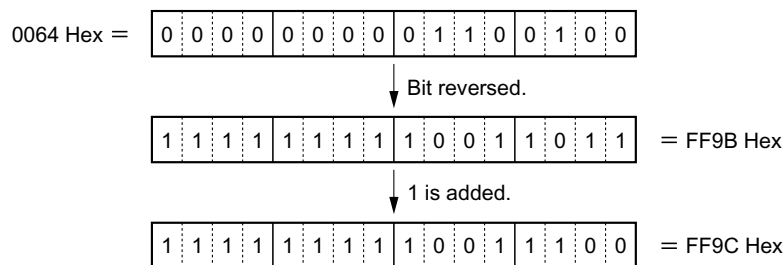 0064 Hex = 0 0 0 0 0 0 0 0 0 1 1 0 0 1 0 0
Bit reversed.
1 1 1 1 1 1 1 1 1 0 0 1 1 0 1 1 = FF9B Hex
1 is added.
1 1 1 1 1 1 1 1 1 0 0 1 1 1 0 0 = FF9C Hex